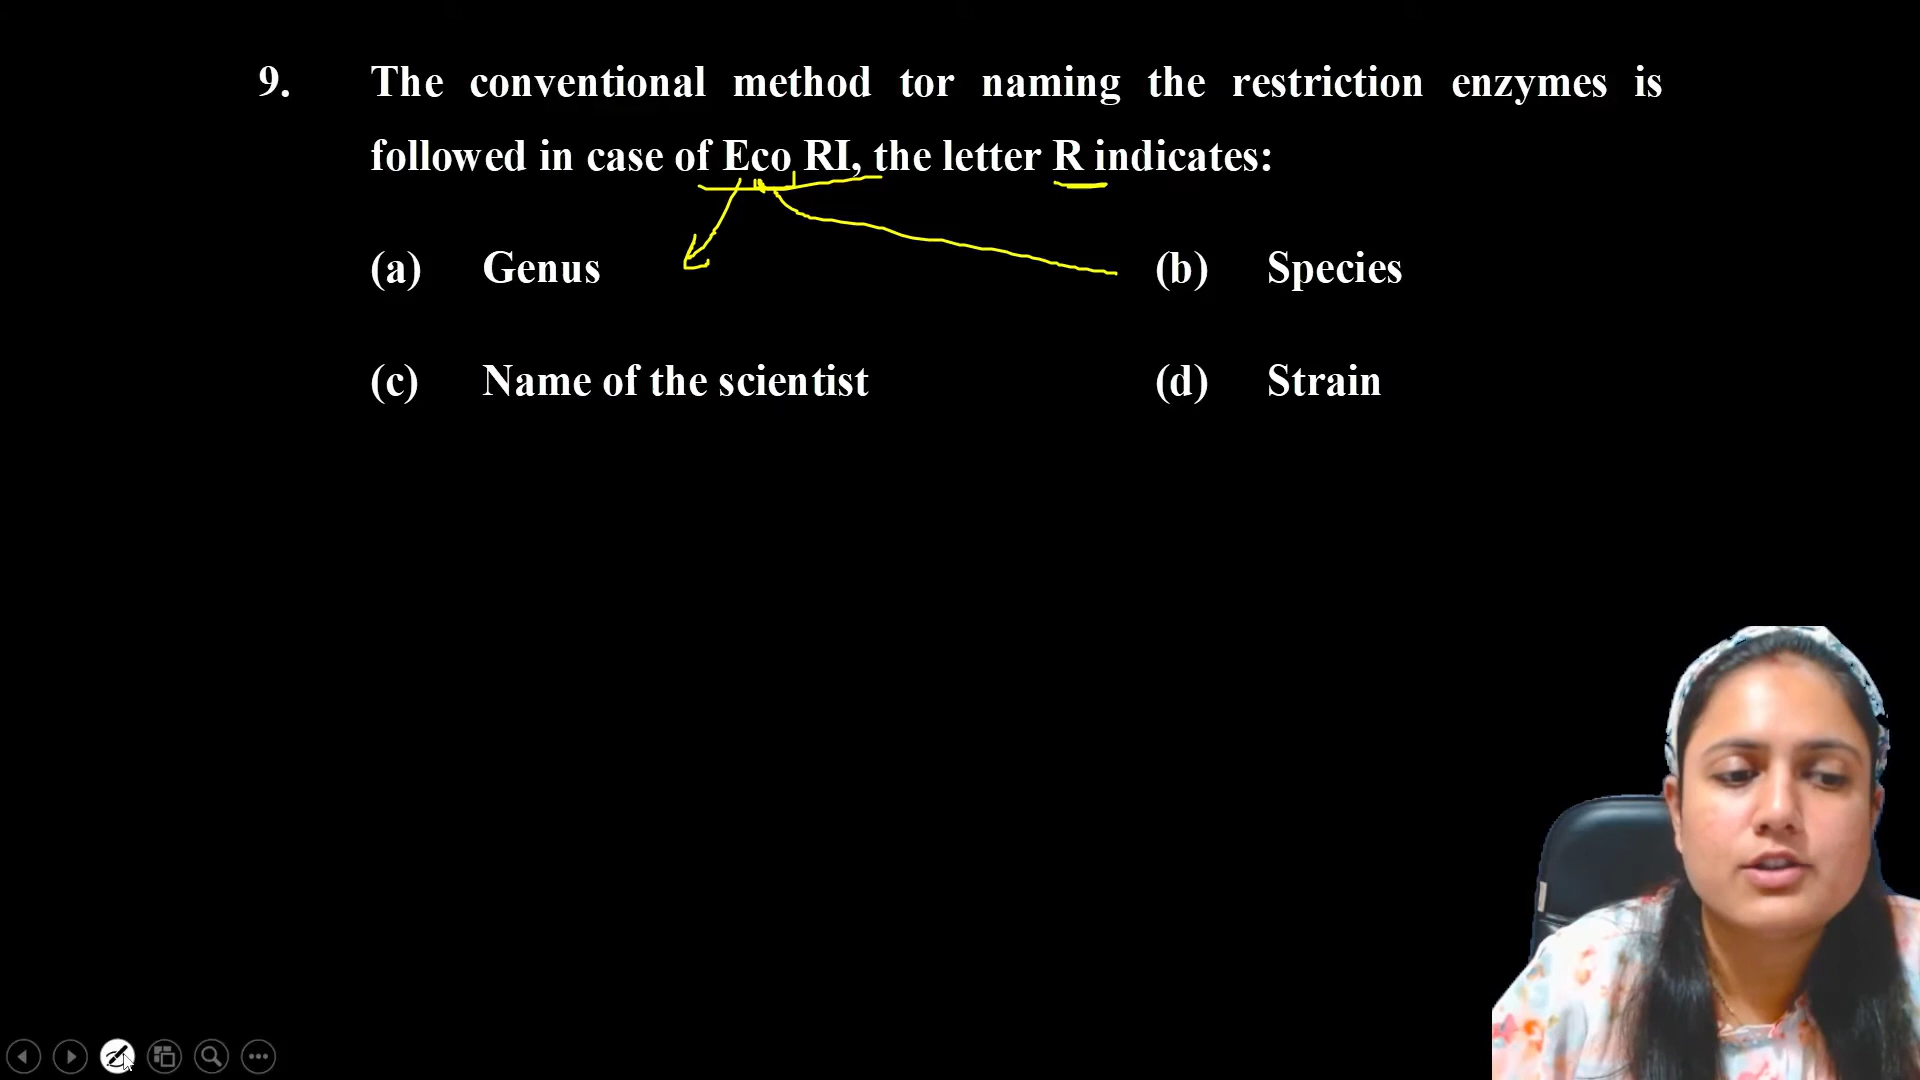 9. The conventional method tor naming the restriction enzymes is
followed in case of Eco RI, the letter R indicates:
(a) Genus (b) Species
(c) Name of the scientist (d) Strain